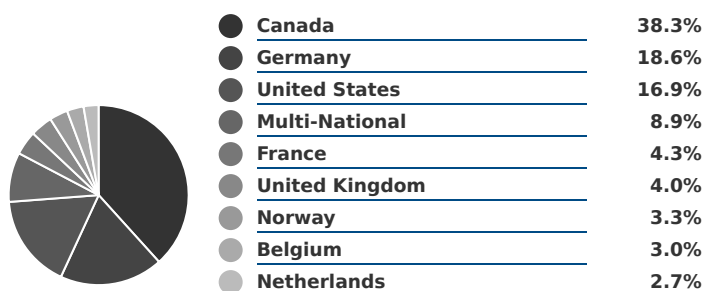 Canada 38.3%
Germany 18.6%
United States 16.9%
Multi-National 8.9%
France 4.3%
United Kingdom 4.0%
Norway 3.3%
Belgium 3.0%
Netherlands 2.7%